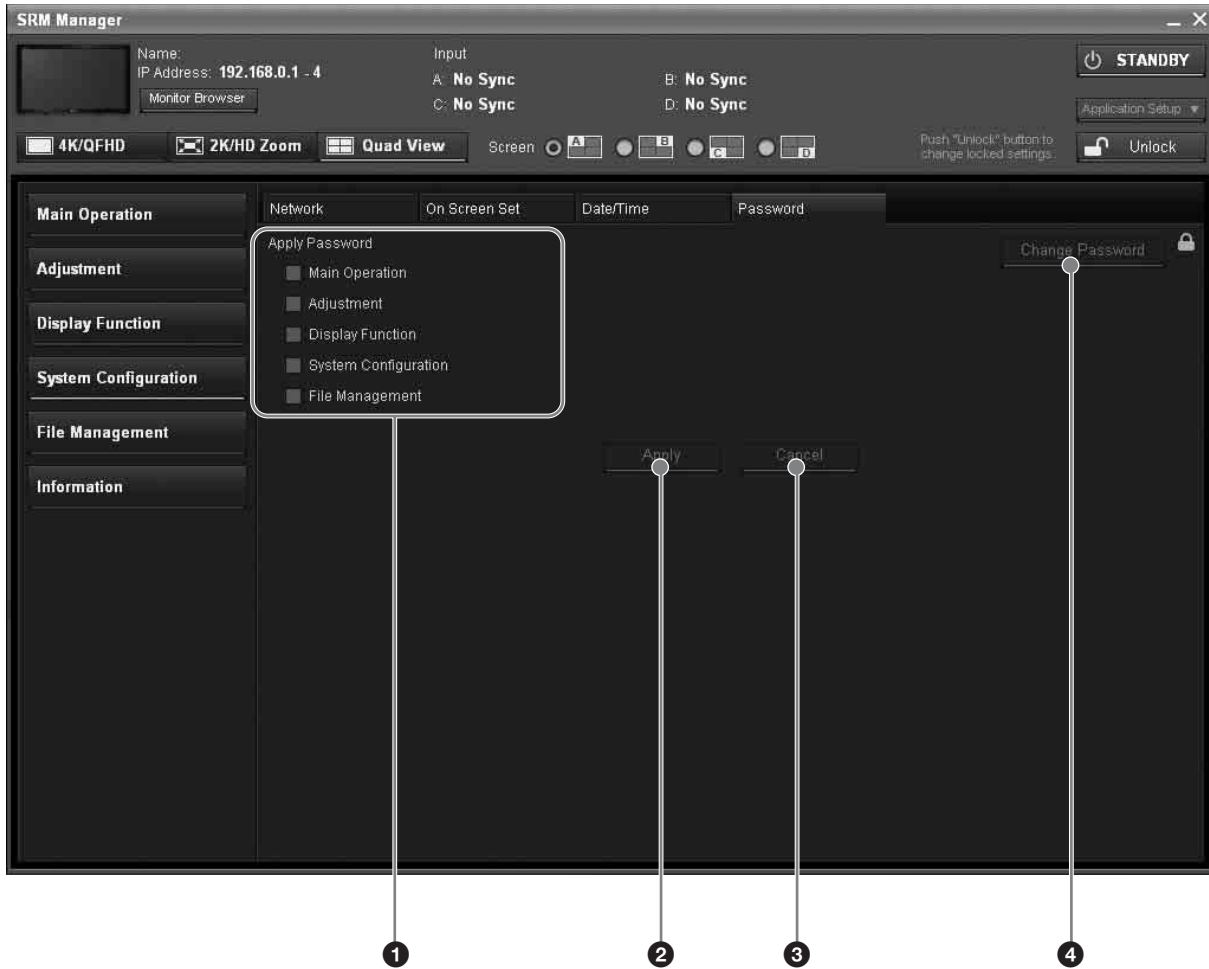 SRM Manager
Name:
IP Address: 192.168.0.1 - 4
Monitor Browser
Input
A: No Sync
B: No Sync
C: No Sync
D: No Sync
STANDBY
Application Setup
4K/QFHD
2K/HD Zoom
Quad View
Screen
A
B
C
D
Push "Unlock" button to
change locked settings.
Unlock
Main Operation
Adjustment
Display Function
System Configuration
File Management
Information
Network
On Screen Set
Date/Time
Password
Apply Password
Main Operation
Adjustment
Display Function
System Configuration
File Management
Change Password
Apply
Cancel
1
2
3
4